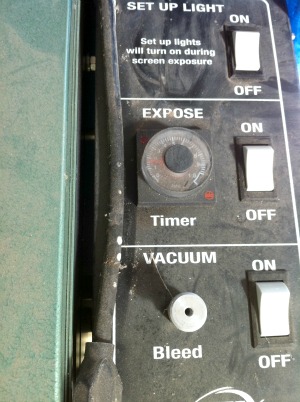 SET UP LIGHT
ON
Set up lights
will turn on during
screen exposure
OFF
EXPOSE
ON
Timer
OFF
VACUUM
ON
Bleed
OFF